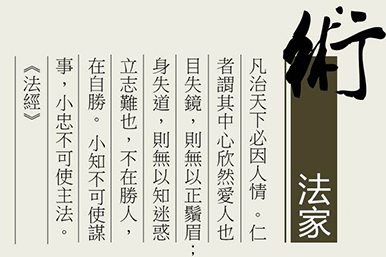 術
法家
凡治天下必因人情。仁
者謂其中心欣然愛人也
目失鏡，則無以正鬚眉；
身失道，則無以知迷惑
立志難也，不在勝人，
在自勝。小知不可使謀
事，小忠不可使主法。
《法經》